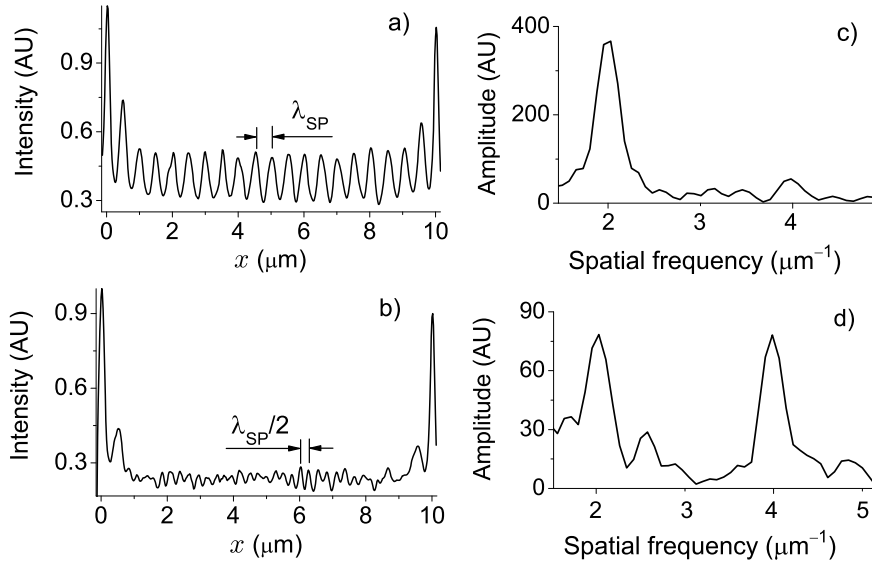 a)
Intensity (AU)
0.9
0.6
0.3
λSP
0 2 4 6 8 10
x (μm)
c)
Amplitude (AU)
400
200
0
2 3 4
Spatial frequency (μm⁻¹)
b)
Intensity (AU)
0.9
0.6
0.3
λSP/2
0 2 4 6 8 10
x (μm)
d)
Amplitude (AU)
90
60
30
0
2 3 4 5
Spatial frequency (μm⁻¹)